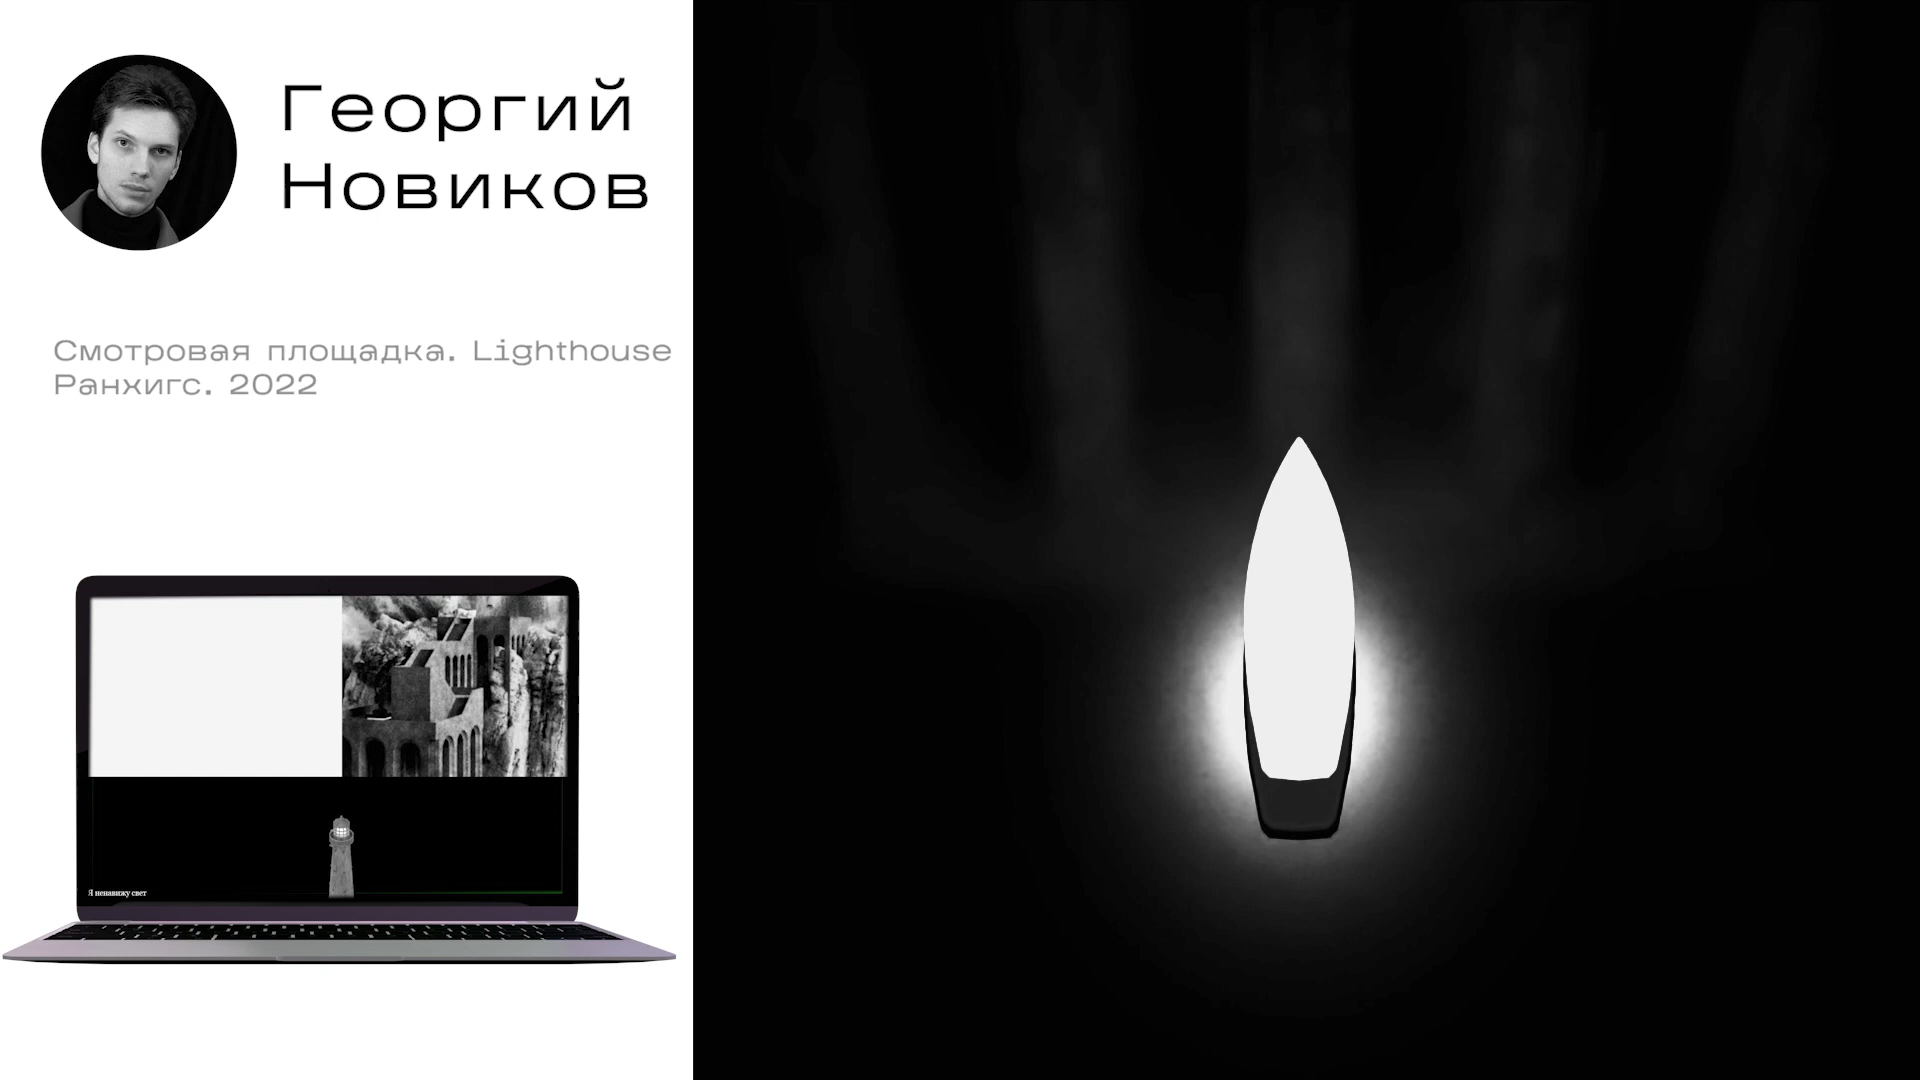 Георгий
Новиков
Смотровая площадка. Lighthouse
Ранхигс. 2022
Я ненавижу свет